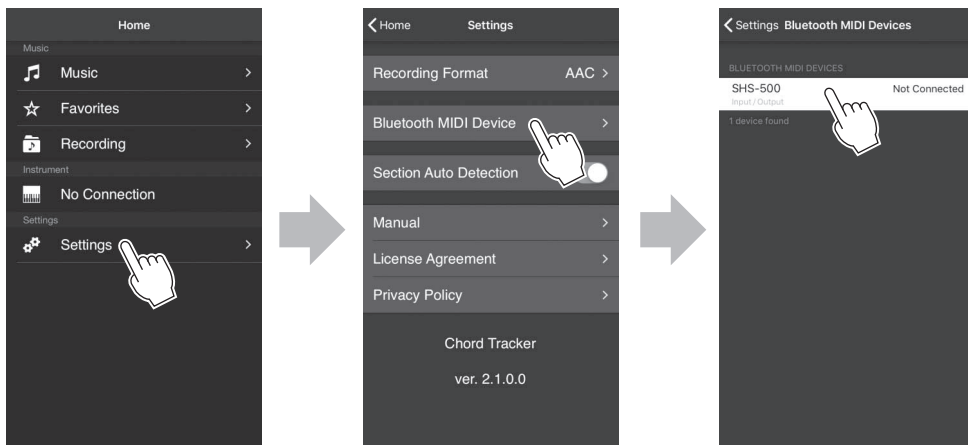 Home
Music
Music
Favorites
Recording
Instrument
No Connection
Settings
Settings
Home Settings
Recording Format AAC
Bluetooth MIDI Device
Section Auto Detection
Manual
License Agreement
Privacy Policy
Chord Tracker
ver. 2.1.0.0
Settings Bluetooth MIDI Devices
BLUETOOTH MIDI DEVICES
SHS-500 Not Connected
Input / Output
1 device found